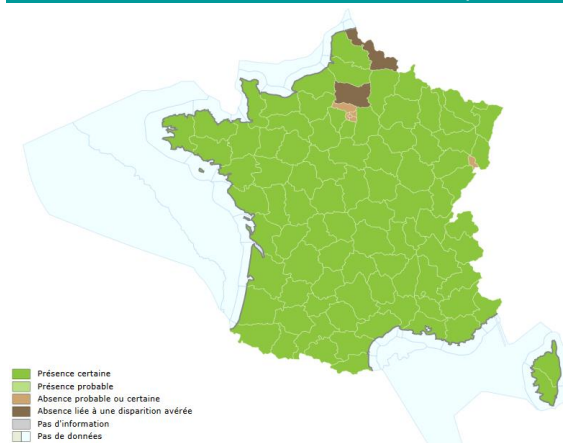 Présence certaine
Présence probable
Absence probable ou certaine
Absence liée à une disparition avérée
Pas d'information
Pas de données